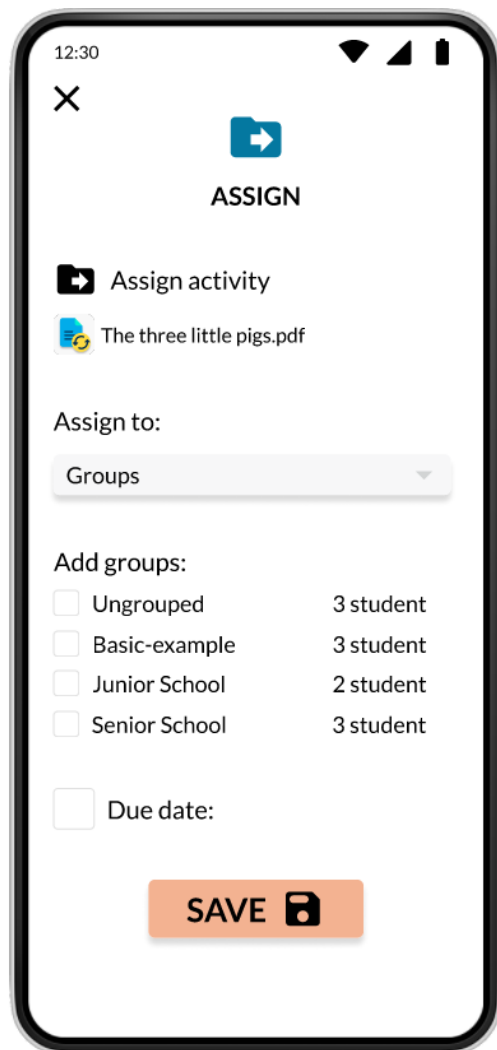 12:30
ASSIGN
Assign activity
The three little pigs.pdf
Assign to:
Groups
Add groups:
Ungrouped 3 student
Basic-example 3 student
Junior School 2 student
Senior School 3 student
Due date:
SAVE